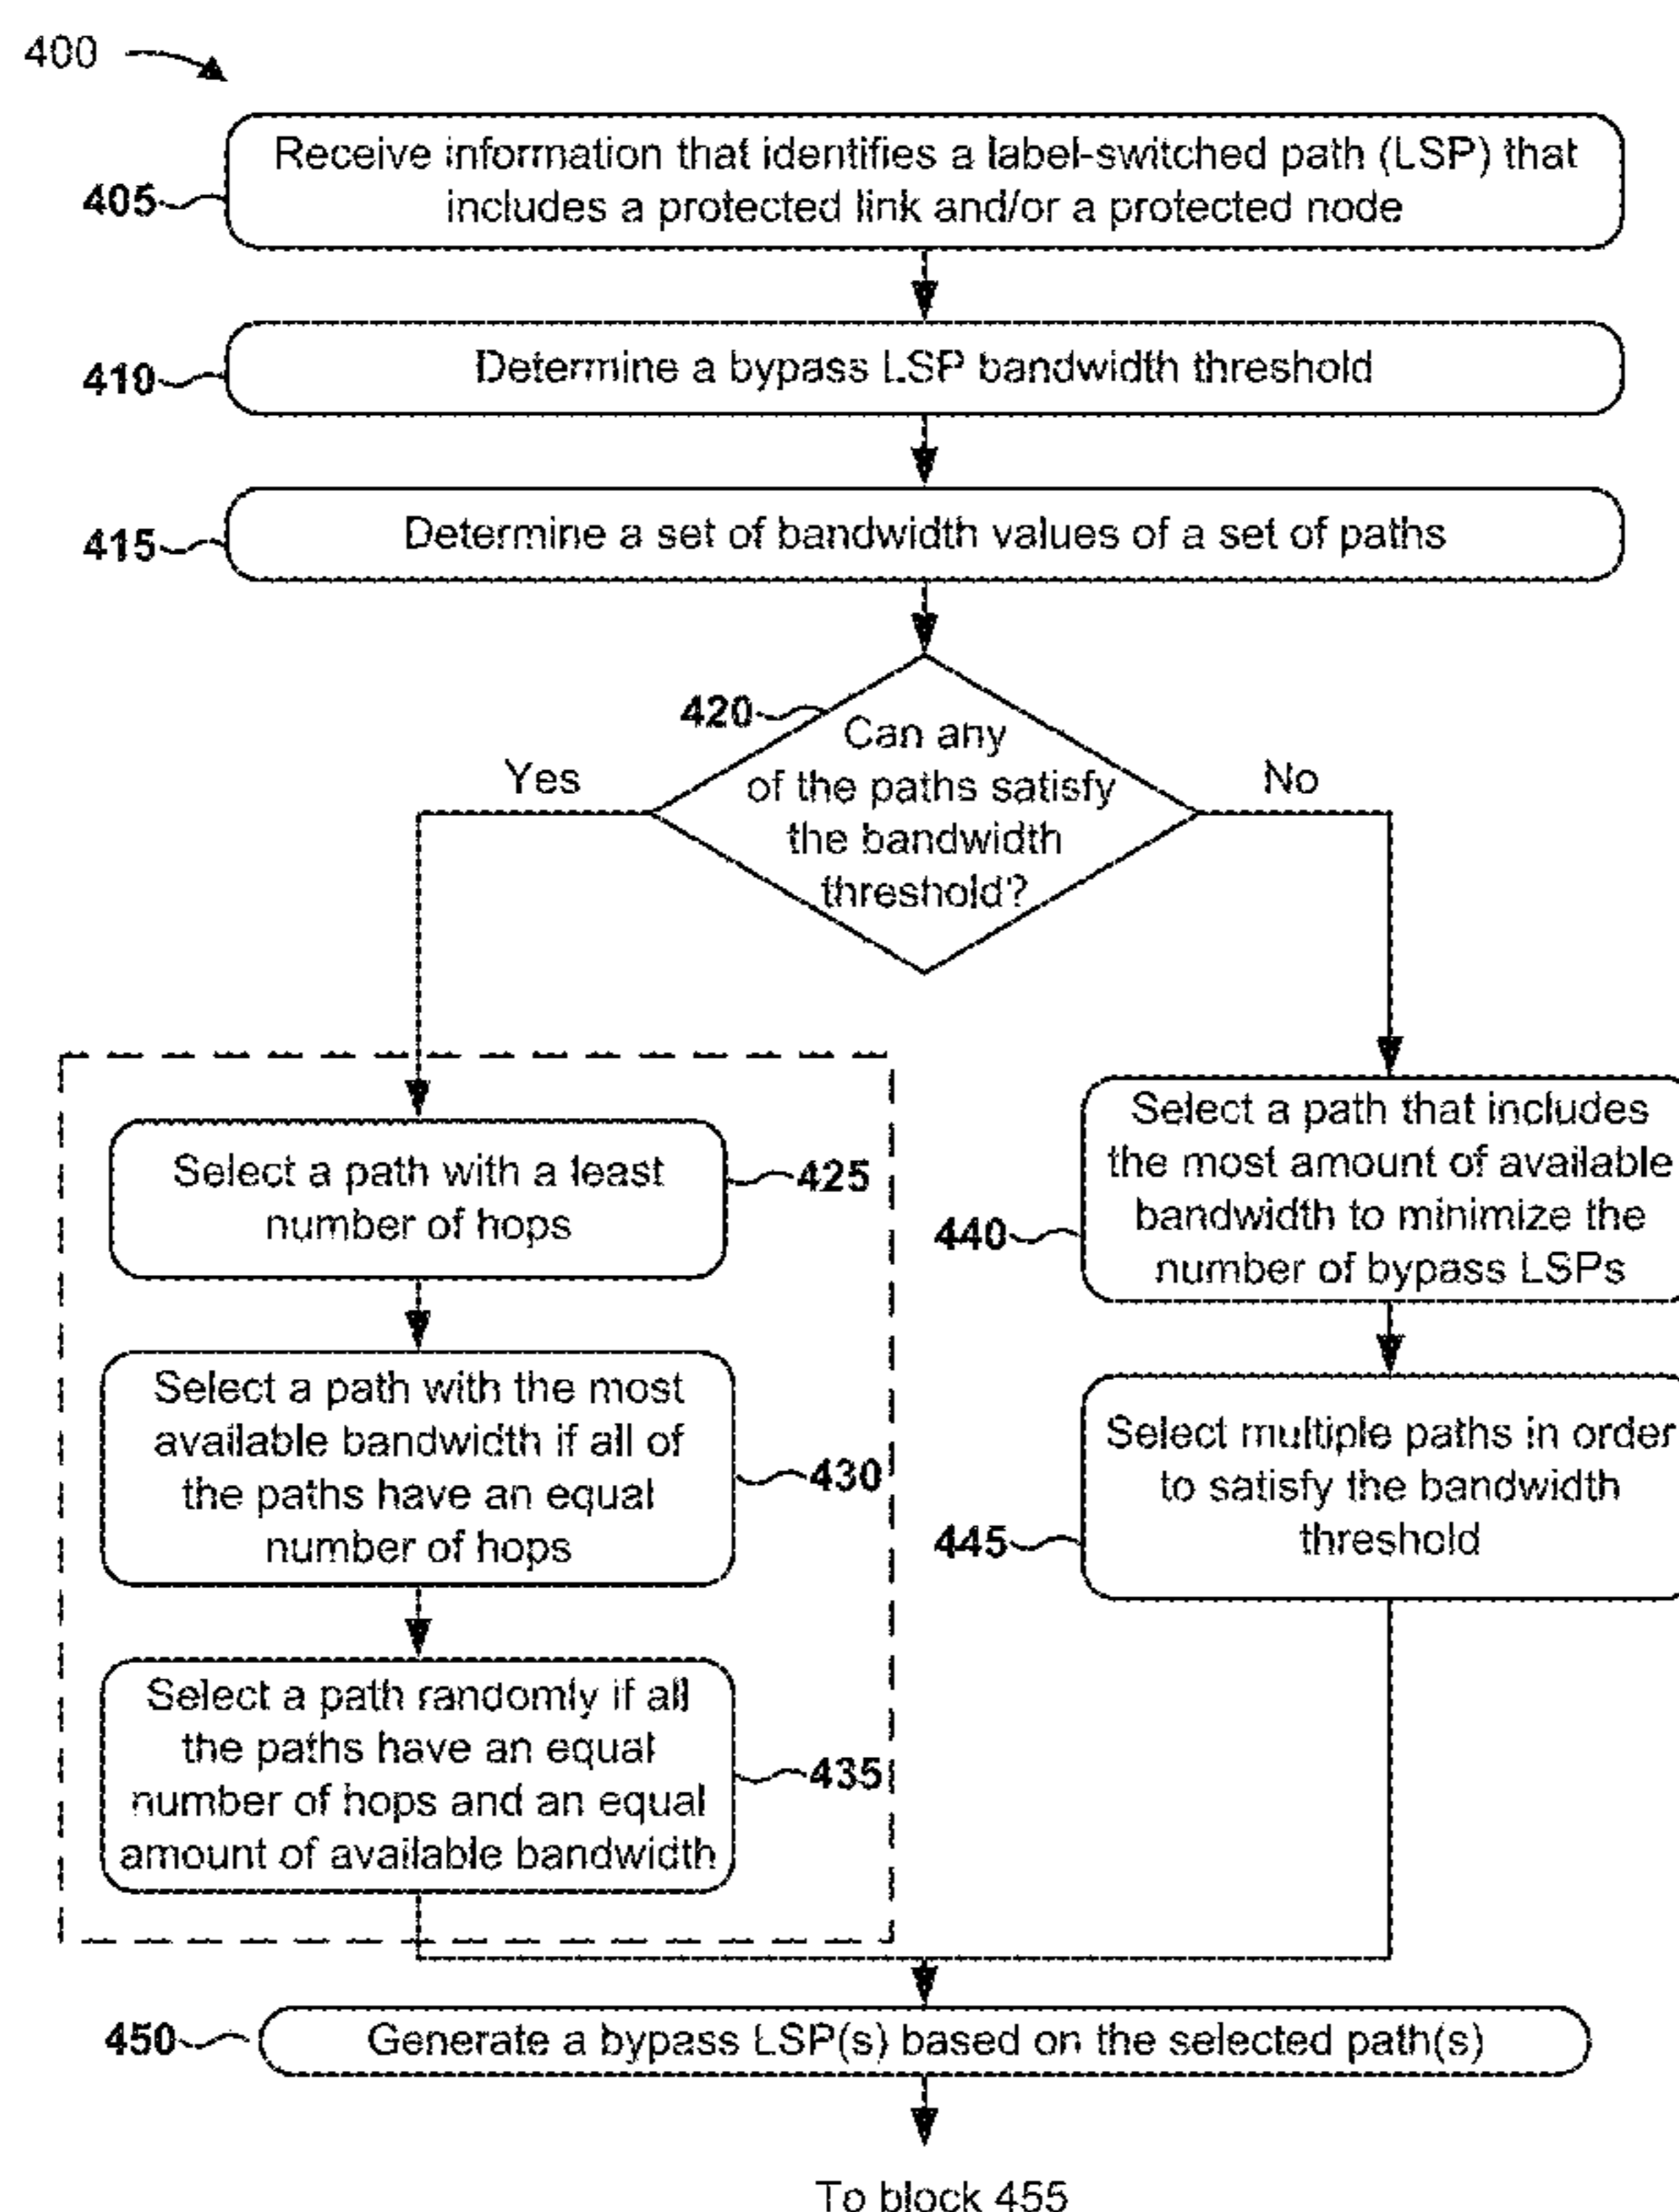 400
Receive information that identifies a label-switched path (LSP) that
includes a protected link and/or a protected node
405
Determine a bypass LSP bandwidth threshold
410
Determine a set of bandwidth values of a set of paths
415
420
Can any
of the paths satisfy
the bandwidth
threshold?
Yes
No
Select a path with a least
number of hops
425
Select a path with the most
available bandwidth if all of
the paths have an equal
number of hops
430
Select a path randomly if all
the paths have an equal
number of hops and an equal
amount of available bandwidth
435
Select a path that includes
the most amount of available
bandwidth to minimize the
number of bypass LSPs
440
Select multiple paths in order
to satisfy the bandwidth
threshold
445
450
Generate a bypass LSP(s) based on the selected path(s)
To block 455